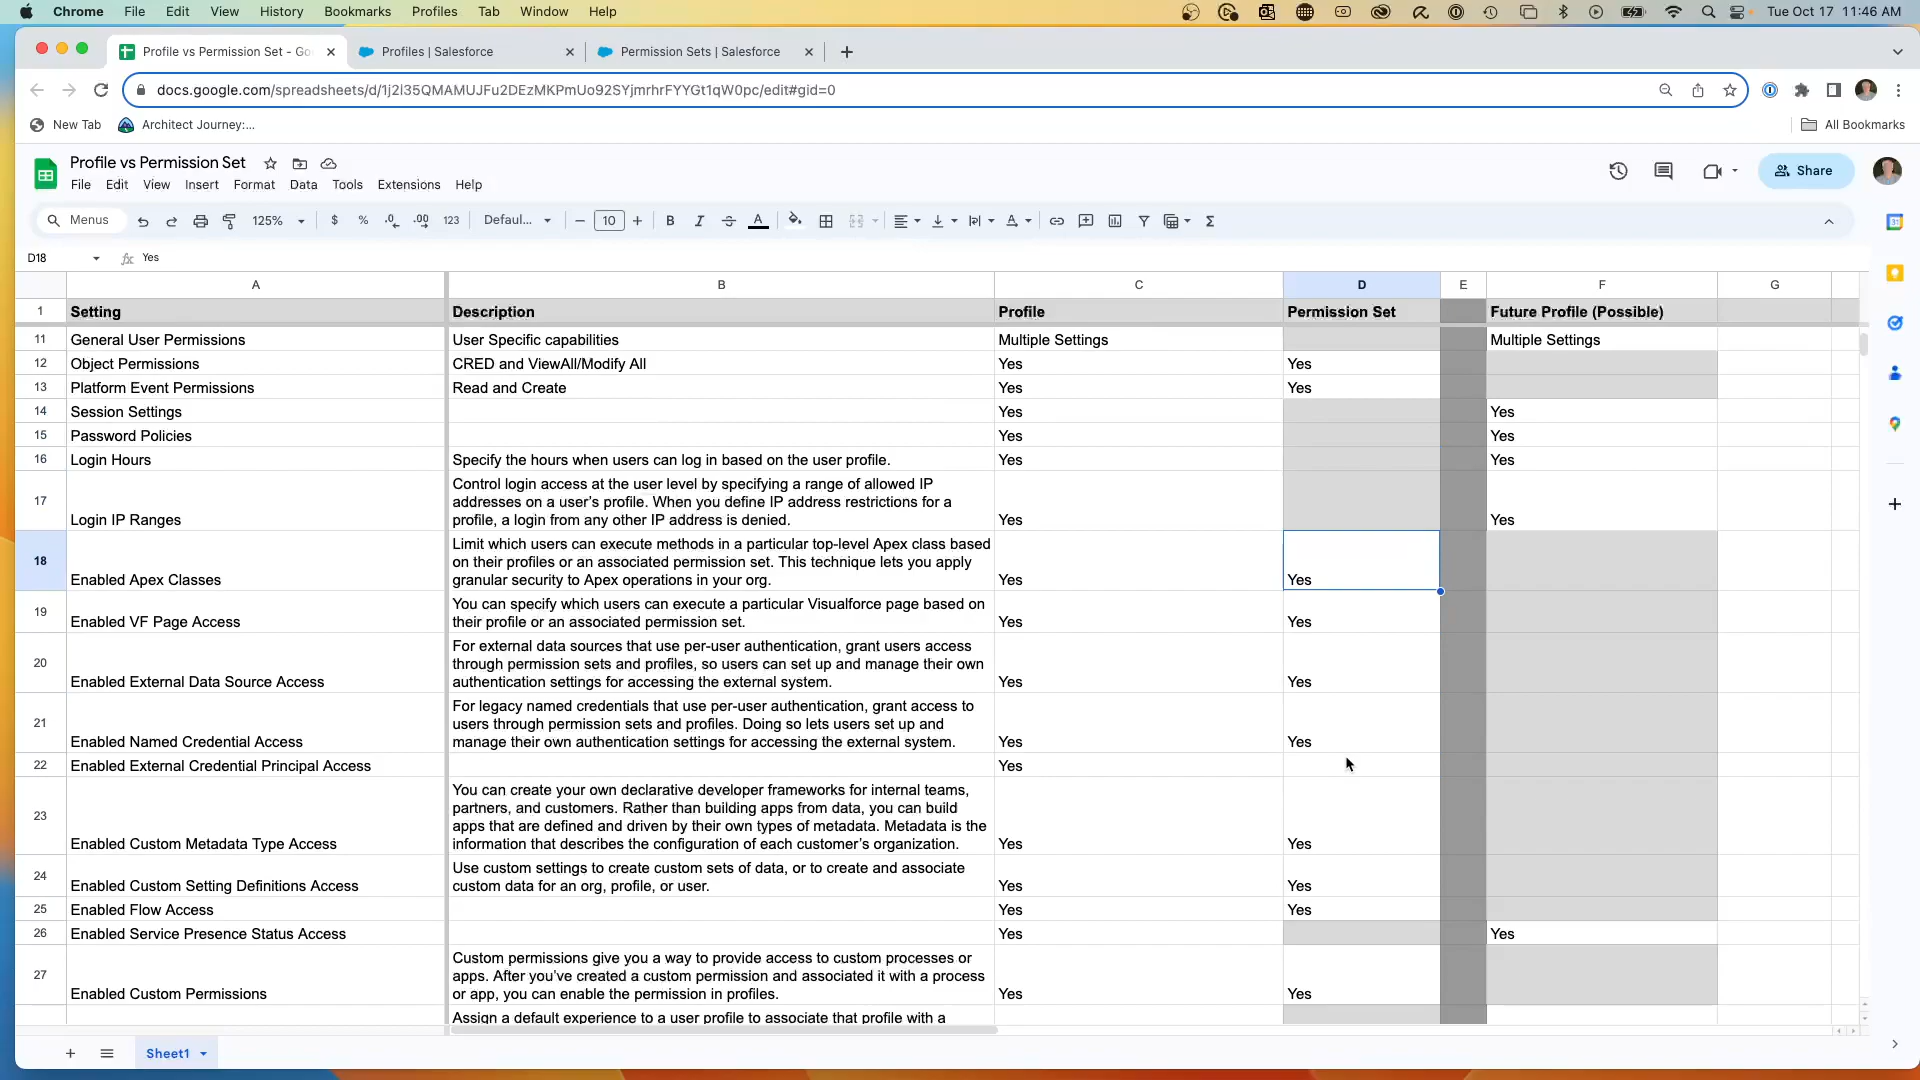 Chrome File Edit View History Bookmarks Profiles Tab Window Help Tue Oct 17 11:46 AM
Profile vs Permission Set - Go
Profiles | Salesforce
Permission Sets | Salesforce
docs.google.com/spreadsheets/d/1j2l35QMAMUJFu2DEzMKPmUo92SYjmrhrFYYGt1qW0pc/edit#gid=0
New Tab Architect Journey:... All Bookmarks
Profile vs Permission Set
File Edit View Insert Format Data Tools Extensions Help
Share
Menus 125% $ % .0 .00 123 Defaul... 10 B I A
D18 fx Yes
A B C D E F G
1 Setting Description Profile Permission Set Future Profile (Possible)
11 General User Permissions User Specific capabilities Multiple Settings Multiple Settings
12 Object Permissions CRED and ViewAll/Modify All Yes Yes
13 Platform Event Permissions Read and Create Yes Yes
14 Session Settings Yes Yes
15 Password Policies Yes Yes
16 Login Hours Specify the hours when users can log in based on the user profile. Yes Yes
Control login access at the user level by specifying a range of allowed IP
17 addresses on a user's profile. When you define IP address restrictions for a
Login IP Ranges profile, a login from any other IP address is denied. Yes Yes
Limit which users can execute methods in a particular top-level Apex class based
18 on their profiles or an associated permission set. This technique lets you apply
Enabled Apex Classes granular security to Apex operations in your org. Yes Yes
19 You can specify which users can execute a particular Visualforce page based on
Enabled VF Page Access their profile or an associated permission set. Yes Yes
For external data sources that use per-user authentication, grant users access
20 through permission sets and profiles, so users can set up and manage their own
Enabled External Data Source Access authentication settings for accessing the external system. Yes Yes
For legacy named credentials that use per-user authentication, grant access to
21 users through permission sets and profiles. Doing so lets users set up and
Enabled Named Credential Access manage their own authentication settings for accessing the external system. Yes Yes
22 Enabled External Credential Principal Access Yes
You can create your own declarative developer frameworks for internal teams,
partners, and customers. Rather than building apps from data, you can build
23 apps that are defined and driven by their own types of metadata. Metadata is the
Enabled Custom Metadata Type Access information that describes the configuration of each customer's organization. Yes Yes
24 Use custom settings to create custom sets of data, or to create and associate
Enabled Custom Setting Definitions Access custom data for an org, profile, or user. Yes Yes
25 Enabled Flow Access Yes Yes
26 Enabled Service Presence Status Access Yes Yes
Custom permissions give you a way to provide access to custom processes or
27 apps. After you've created a custom permission and associated it with a process
Enabled Custom Permissions or app, you can enable the permission in profiles. Yes Yes
Assign a default experience to a user profile to associate that profile with a
Sheet1